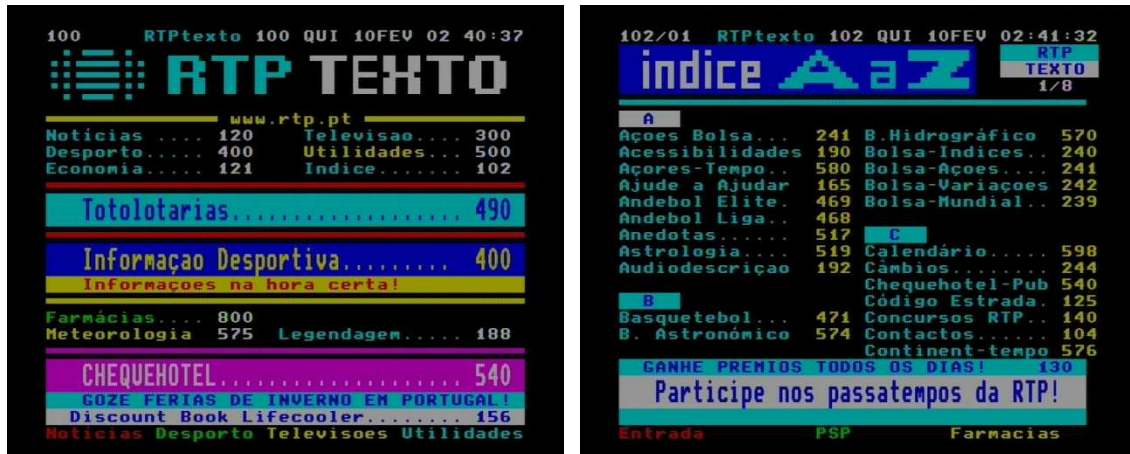 100 RTPtexto 100 QUI 10FEV 02 40:37
RTP TEXTO
www.rtp.pt
Notícias .... 120 Televisao.... 300
Desporto..... 400 Utilidades... 500
Economia..... 121 Indice....... 102
Totolotarias.................. 490
Informaçao Desportiva......... 400
Informaçoes na hora certa!
Farmácias.... 800
Meteorologia 575 Legendagem..... 188
CHEQUEHOTEL................... 540
GOZE FERIAS DE INVERNO EM PORTUGAL!
Discount Book Lifecooler........ 156
Notícias Desporto Televisoes Utilidades
102/01 RTPtexto 102 QUI 10FEV 02:41:32
indice A a Z
RTP
TEXTO
1/8
A
Açoes Bolsa... 241
Acessibilidades 190
Açores-Tempo.. 580
Ajude a Ajudar 165
Andebol Elite. 469
Andebol Liga.. 468
Anedotas...... 517
Astrologia.... 519
Audiodescriçao 192
B
Basquetebol... 471
B. Astronómico 574
B.Hidrográfico 570
Bolsa-Indices.. 240
Bolsa-Açoes.... 241
Bolsa-Variaçoes 242
Bolsa-Mundial.. 239
C
Calendário..... 598
Câmbios........ 244
Chequehotel-Pub 540
Código Estrada. 125
Concursos RTP.. 140
Contactos...... 104
Continent-tempo 576
GANHE PREMIOS TODOS OS DIAS! 130
Participe nos passatempos da RTP!
Entrada PSP Farmacias